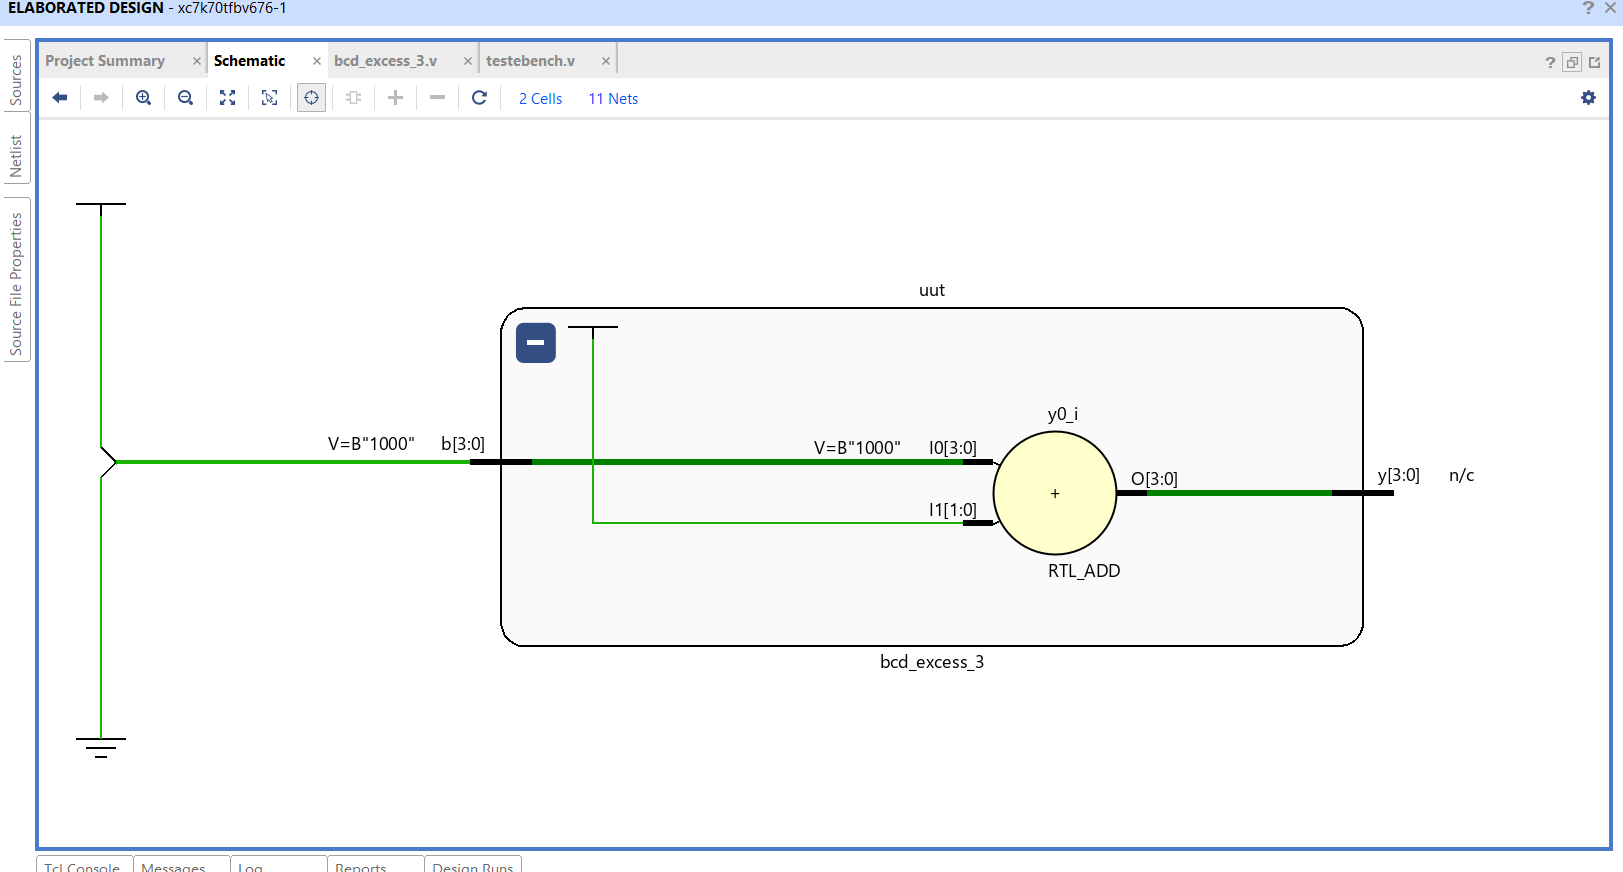 ELABORATED DESIGN - xc7k70tfbv676-1
? ×
Sources
Netlist
Source File Properties
Project Summary × Schematic × bcd_excess_3.v × testebench.v ×
?
2 Cells 11 Nets
uut
y0_i
V=B"1000" b[3:0]
V=B"1000" I0[3:0]
+
O[3:0]
y[3:0] n/c
I1[1:0]
RTL_ADD
bcd_excess_3
Tcl Console Messages Log Reports Design Runs